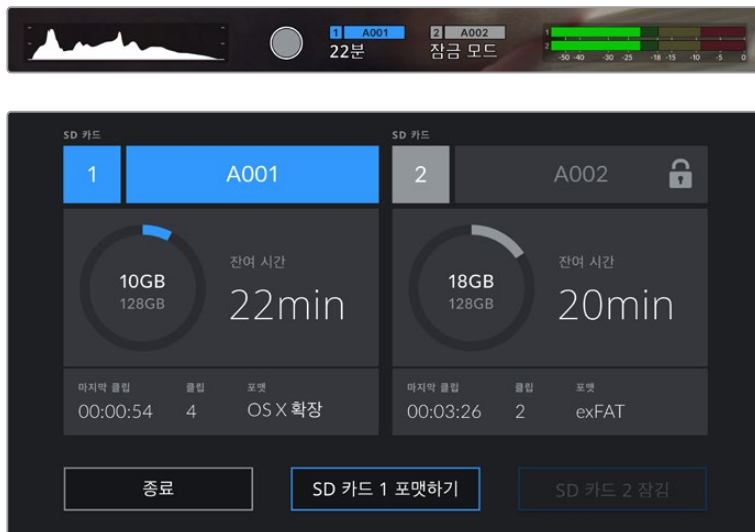 1 A001 2 A002
22분 잠금 모드
1
2
-50 -40 -30 -25 -18 -15 -10 -5 0
SD 카드 SD 카드
1 A001 2 A002
10GB 잔여 시간 18GB 잔여 시간
128GB 22min 128GB 20min
마지막 클립 클립 포맷 마지막 클립 클립 포맷
00:00:54 4 OS X 확장 00:03:26 2 exFAT
종료 SD 카드 1 포맷하기 SD 카드 2 잠김